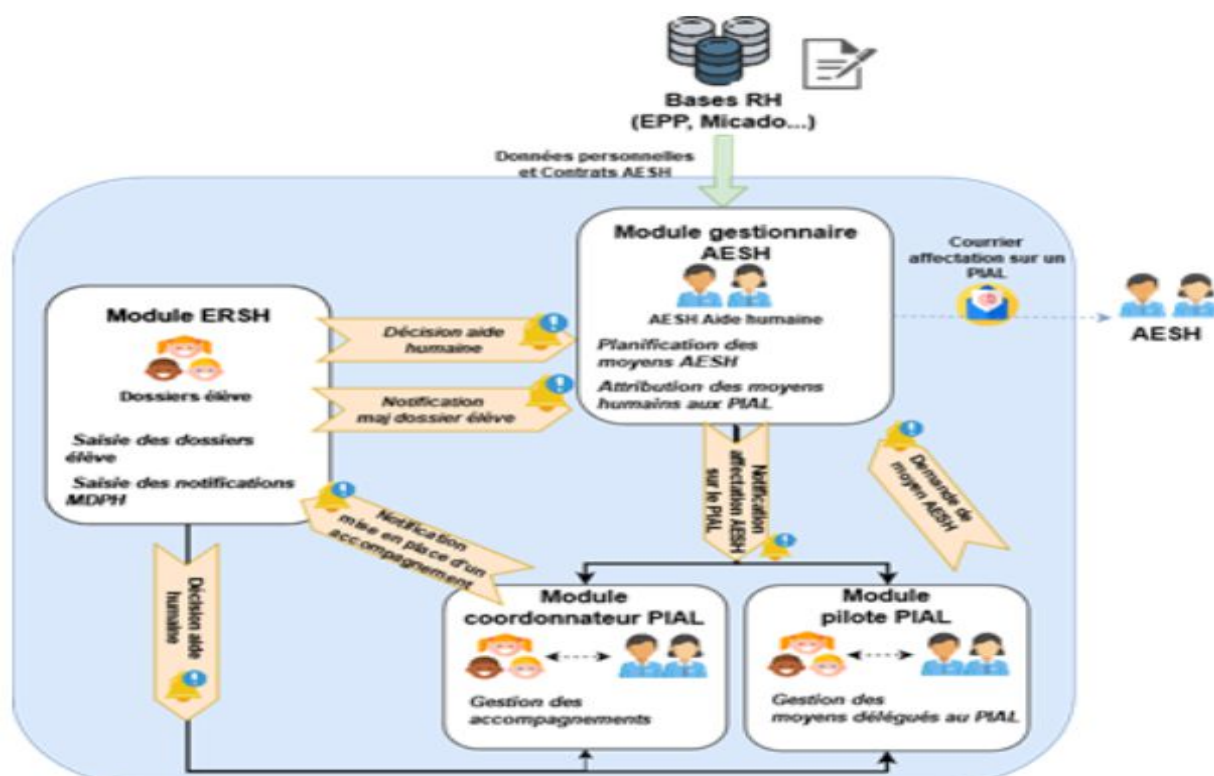 Bases RH
(EPP, Micado...)
Données personnelles
et Contrats AESH
Module gestionnaire
AESH
AESH Aide humaine
Planification des
moyens AESH
Attribution des moyens
humains aux PIAL
Courrier
affectation sur un
PIAL
AESH
Module ERSH
Dossiers élève
Saisie des dossiers
élève
Saisie des notifications
MDPH
Décision aide
humaine
Notification
maj dossier élève
Notification
mise en place d'un
accompagnement
Notification
affectation AESH
sur le PIAL
Demande de
moyen AESH
Décision aide
humaine
Module
coordonnateur PIAL
Gestion des
accompagnements
Module
pilote PIAL
Gestion des
moyens délégués au PIAL